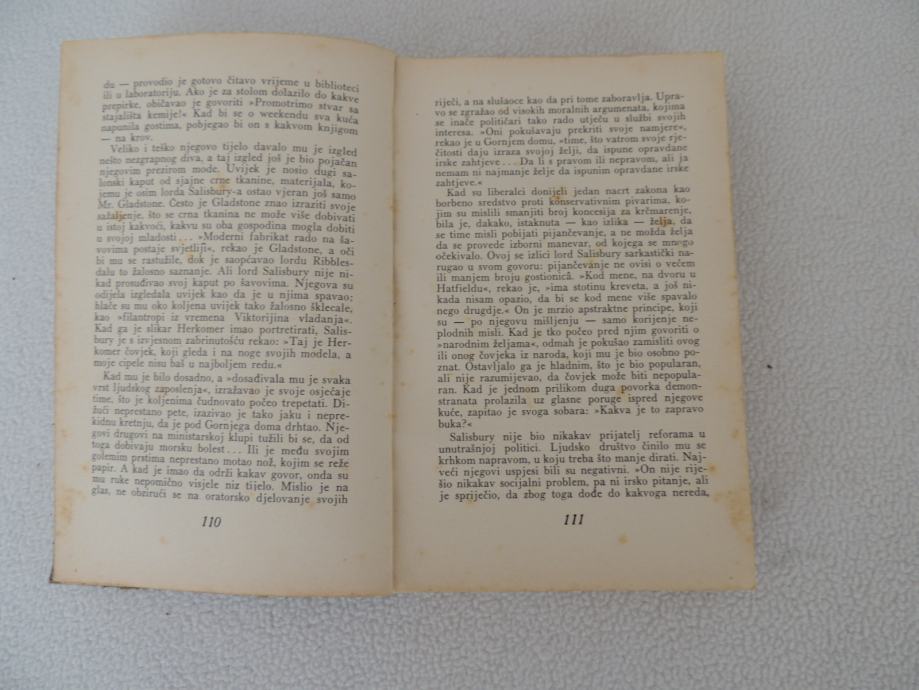 du — provodio je gotovo čitavo vrijeme u biblioteci
ili u laboratoriju. Ako je za stolom dolazilo do kakve
prepirke, običavao je govoriti »Promotrimo stvar sa
stajališta kemije!« Kad bi se o weekendu sva kuća
napunila gostima, pobjegao bi on s kakvom knjigom
— na krov.
Veliko i teško njegovo tijelo davalo mu je izgled
nešto nezgrapnog diva, a taj izgled još je bio pojačan
njegovim prezirom mode. Uvijek je nosio dugi sa-
lonski kaput od sjajne crne tkanine, materijala, ko-
jemu je osim lorda Salisbury-a ostao vjeran još samo
Mr. Gladstone. Često je Gladstone znao izraziti svoje
sažaljenje, što se crna tkanina ne može više dobivati
u istoj kakvoći, kakvu su oba gospodina mogla dobiti
u svojoj mladosti... »Moderni fabrikat rado na ša-
vovima postaje svjetliji«, rekao je Gladstone, a oči
bi mu se rastužile, dok je saopćavao lordu Ribbles-
dalu to žalosno saznanje. Ali lord Salisbury nije ni-
kad prosuđivao svoj kaput po šavovima. Njegova su
odijela izgledala uvijek kao da je u njima spavao;
hlače su mu oko koljena uvijek tako žalosno šklecale,
kao »filantropi iz vremena Viktorijina vladanja«.
Kad ga je slikar Herkomer imao portretirati, Salis-
bury je s izvjesnom zabrinutošću rekao: »Taj je Her-
komer čovjek, koji gleda i na noge svojih modela, a
moje cipele nisu baš u najboljem redu.«
Kad mu je bilo dosadno, a »dosađivala mu je svaka
vrst ljudskog zaposlenja«, izražavao je svoje osjećaje
time, što je koljenima čudnovato počeo trepetati. Di-
žući neprestano pete, izazivao je tako jaku i nepre-
kidnu kretnju, da je pod Gornjega doma drhtao. Nje-
govi drugovi na ministarskoj klupi tužili bi se, da od
toga dobivaju morsku bolest... Ili je među svojim
golemim prstima neprestano motao nož, kojim se reže
papir. A kad je imao da održi kakav govor, onda su
mu ruke nepomično visjele niz tijelo. Mislio je na
glas, ne obzirući se na oratorsko djelovanje svojih
110
riječi, a na slušaoce kao da pri tome zaboravlja. Upra-
vo se zgražao od visokih moralnih argumenata, kojima
se inače političari tako rado utječu u službi svojih
interesa. »Oni pokušavaju prekriti svoje namjere«,
rekao je u Gornjem domu, »time, što vatrom svoje rje-
čitosti daju izraza svojoj želji, da ispune opravdane
irske zahtjeve... Da li s pravom ili nepravom, ali ja
nemam ni najmanje želje da ispunim opravdane irske
zahtjeve.«
Kad su liberalci donijeli jedan nacrt zakona kao
borbeno sredstvo proti konservativnim pivarima, ko-
jim su mislili smanjiti broj koncesija za krčmarenje,
bila je, dakako, istaknuta — kao izlika — želja, da
se time misli pobijati pijančevanje, a ne možda želja
da se provede izborni manevar, od kojega se mnogo
očekivalo. Ovoj se izlici lord Salisbury sarkastički na-
rugao u svom govoru: pijančevanje ne ovisi o većem
ili manjem broju gostionica. »Kod mene, na dvoru u
Hatfieldu«, rekao je, »ima stotinu kreveta, a još ni-
kada nisam opazio, da bi se kod mene više spavalo
nego drugdje.« On je mrzio apstraktne principe, koji
su — po njegovu mišljenju — samo korijenje ne-
plodnih misli. Kad je tko počeo pred njim govoriti o
»narodnim željama«, odmah je pokušao zamisliti ovog
ili onog čovjeka iz naroda, koji mu je bio osobno po-
znat. Ostavljalo ga je hladnim, što je bio popularan,
ali nije razumijevao, da čovjek može biti nepopula-
ran. Kad je jednom prilikom duga povorka demon-
stranata prolazila uz glasne poruge ispred njegove
kuće, zapitao je svoga sobara: »Kakva je to zapravo
buka?«
Salisbury nije bio nikakav prijatelj reforama u
unutrašnjoj politici. Ljudsko društvo činilo mu se
krhkom napravom, u koju treba što manje dirati. Naj-
veći njegovi uspjesi bili su negativni. »On nije rije-
šio nikakav socijalni problem, pa ni irsko pitanje, ali
je spriječio, da zbog toga dođe do kakvoga nereda,
111